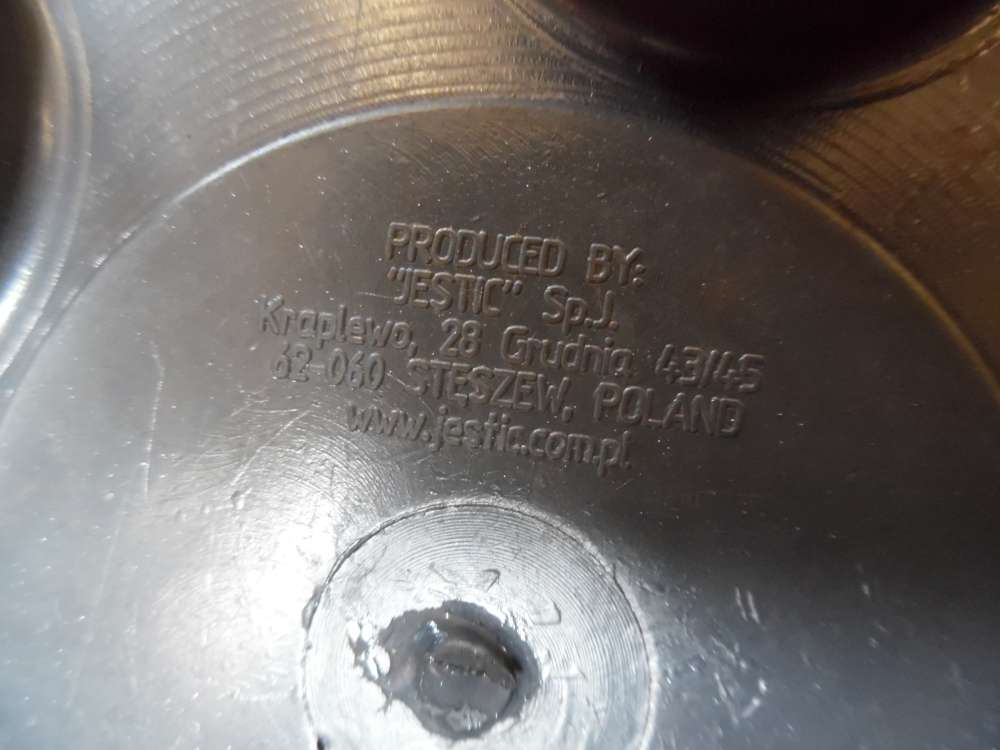 PRODUCED BY:
"JESTIC" Sp.J.
Kraplewo, 28 Grudnia 43/45
62-060 STESZEW, POLAND
www.jestic.com.pl